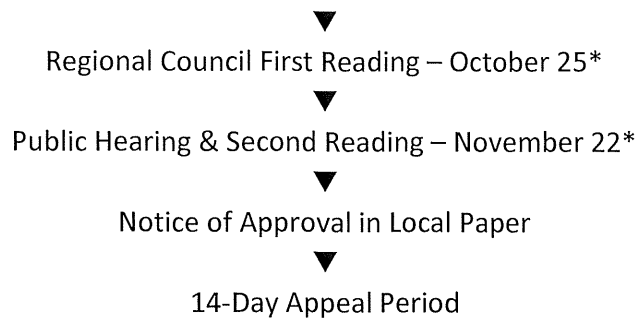 Regional Council First Reading – October 25*
Public Hearing & Second Reading – November 22*
Notice of Approval in Local Paper
14-Day Appeal Period